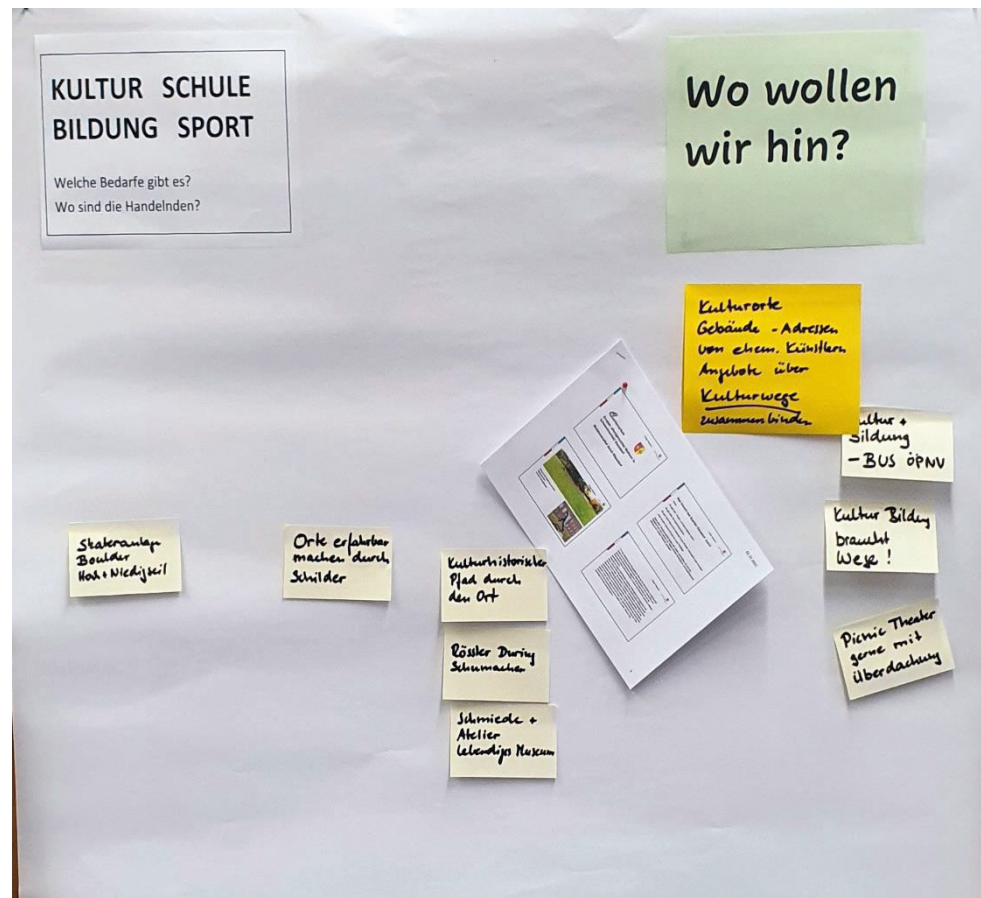 KULTUR SCHULE
BILDUNG SPORT
Welche Bedarfe gibt es?
Wo sind die Handelnden?
Wo wollen
wir hin?
Kulturorte
Gebäude - Adressen
von ehem. Künstlern
Angebote über
Kulturwege
zusammenbinden
Kultur +
Bildung
- BUS ÖPNV
Kultur Bildung
braucht
Wege!
Picnic Theater
gerne mit
Überdachung
Skateranlage
Boulder
Hoch + Niedrigseil
Orte erfahrbar
machen durch
Schilder
Kulturhistorischer
Pfad durch
den Ort
Rössler During
Schumacher
Schmiede +
Atelier
lebendiges Museum